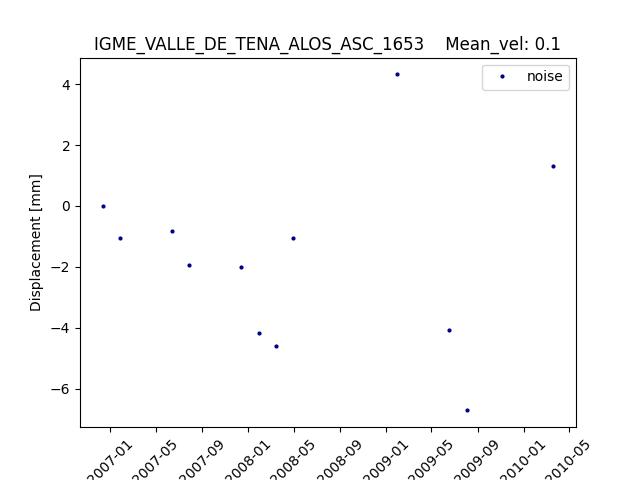 IGME_VALLE_DE_TENA_ALOS_ASC_1653    Mean_vel: 0.1
noise
Displacement [mm]
4
2
0
−2
−4
−6
2007-01 2007-05 2007-09 2008-01 2008-05 2008-09 2009-01 2009-05 2009-09 2010-01 2010-05